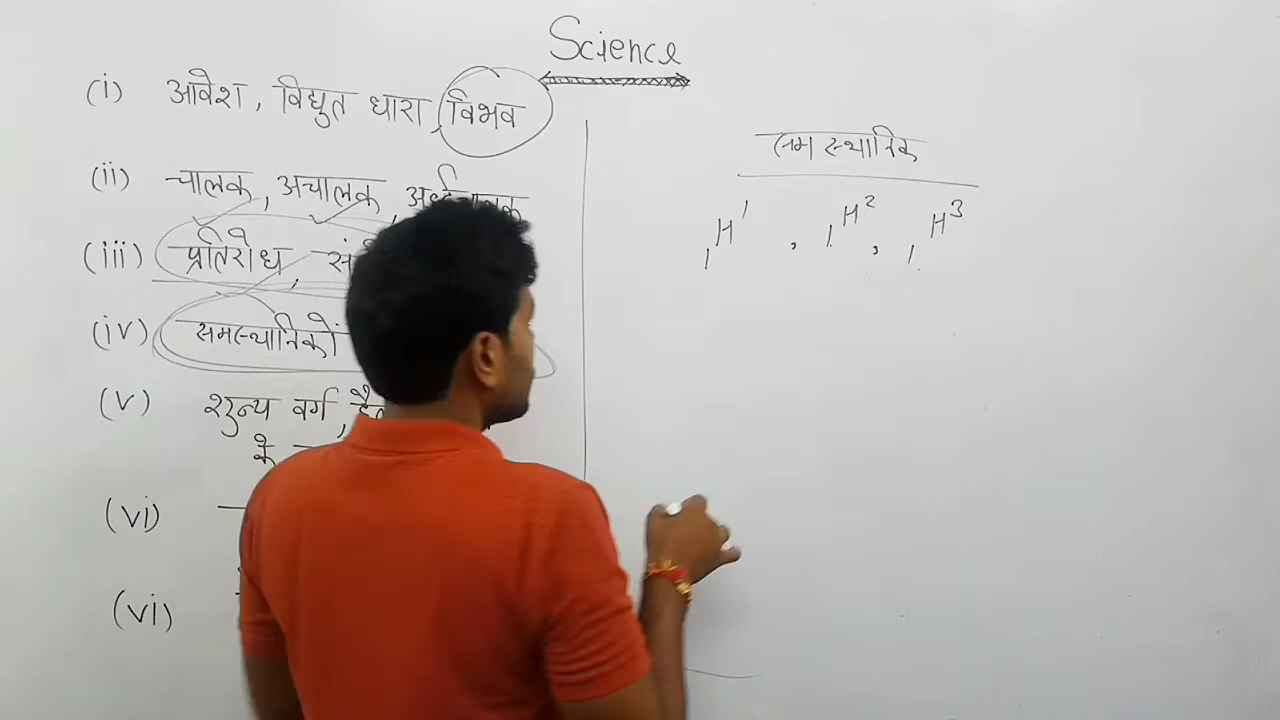 Science
(i) आवेश, विद्युत धारा, विभव
(ii) चालक, अचालक, अर्द्धचालक
(iii) प्रतिरोध,
(iv) समस्थानिकों
(v) शुन्य वर्ग,
के
(vi)
(vi)
समस्थानिक
₁H¹, ₁H², ₁H³